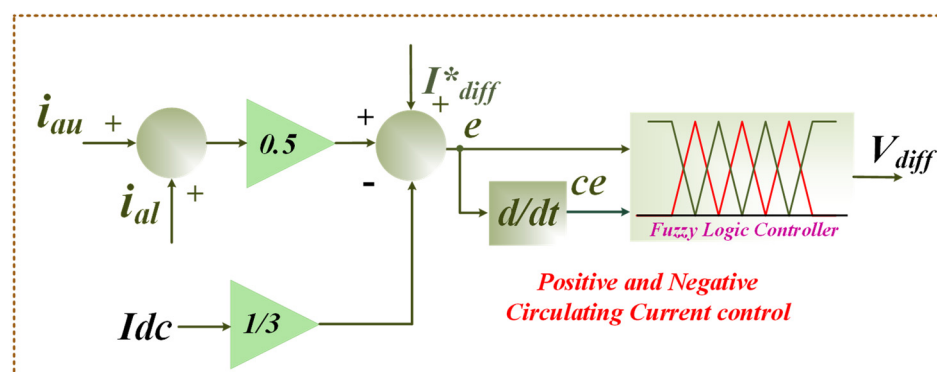 I*diff
+
iau + 0.5 + e Vdiff
-
ial +
ce
d/dt
Fuzzy Logic Controller
Idc 1/3
Positive and Negative
Circulating Current control